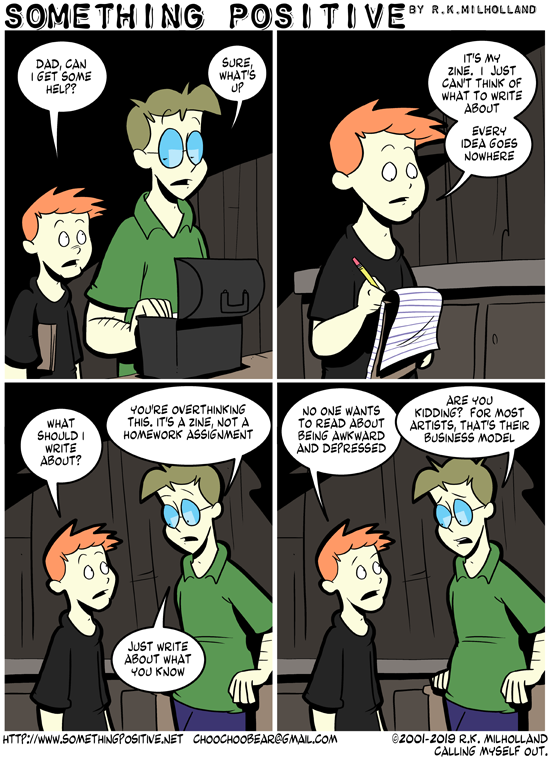 SOMETHING POSITIVE BY R.K.MILHOLLAND
DAD, CAN
I GET SOME
HELP?
SURE,
WHAT'S
UP
IT'S MY
ZINE. I JUST
CAN'T THINK OF
WHAT TO WRITE
ABOUT
EVERY
IDEA GOES
NOWHERE
WHAT
SHOULD I
WRITE
ABOUT?
YOU'RE OVERTHINKING
THIS. IT'S A ZINE, NOT A
HOMEWORK ASSIGNMENT
JUST WRITE
ABOUT WHAT
YOU KNOW
NO ONE WANTS
TO READ ABOUT
BEING AWKWARD
AND DEPRESSED
ARE YOU
KIDDING? FOR MOST
ARTISTS, THAT'S THEIR
BUSINESS MODEL
HTTP://WWW.SOMETHINGPOSITIVE.NET CHOOCHOOBEAR@GMAIL.COM ©2001-2019 R.K. MILHOLLAND
CALLING MYSELF OUT.